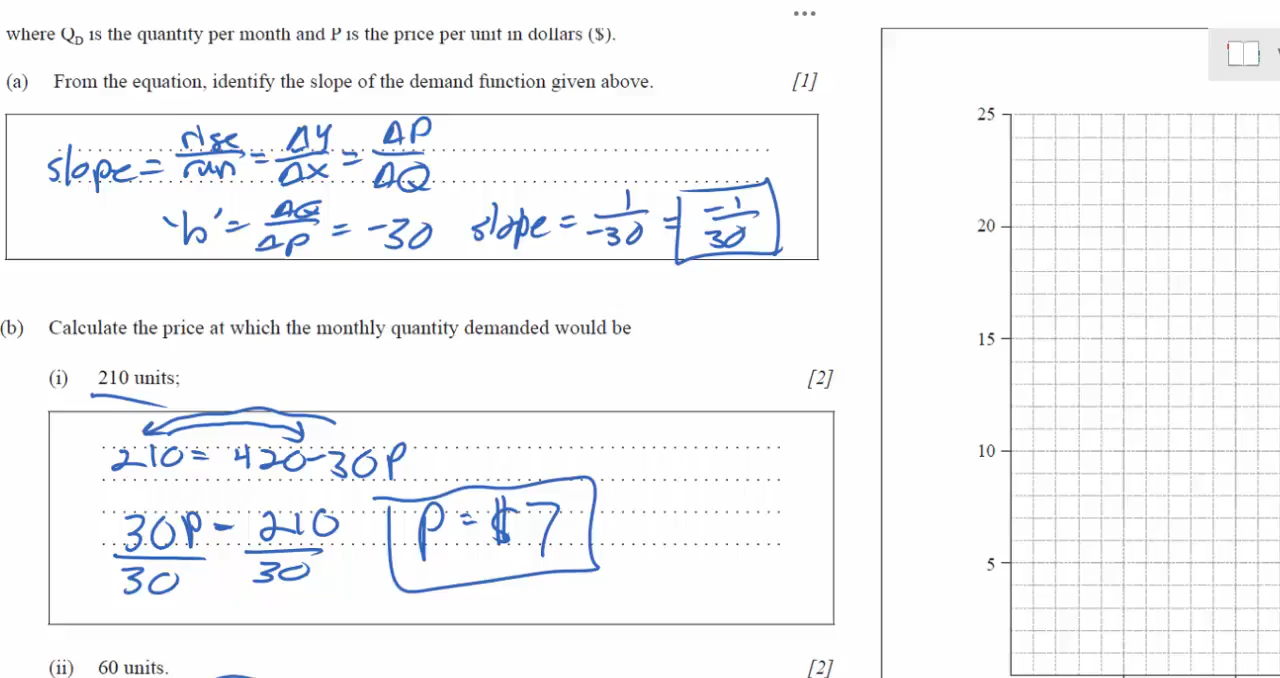 where Q_D is the quantity per month and P is the price per unit in dollars ($).
(a) From the equation, identify the slope of the demand function given above. [1]
slope = rise/run = ΔY/ΔX = ΔP/ΔQ
'b' = ΔQ/ΔP = -30 slope = 1/-30 = -1/30
(b) Calculate the price at which the monthly quantity demanded would be
(i) 210 units; [2]
210 = 420-30P
30P - 210
30 30
P = $7
(ii) 60 units. [2]
25
20
15
10
5